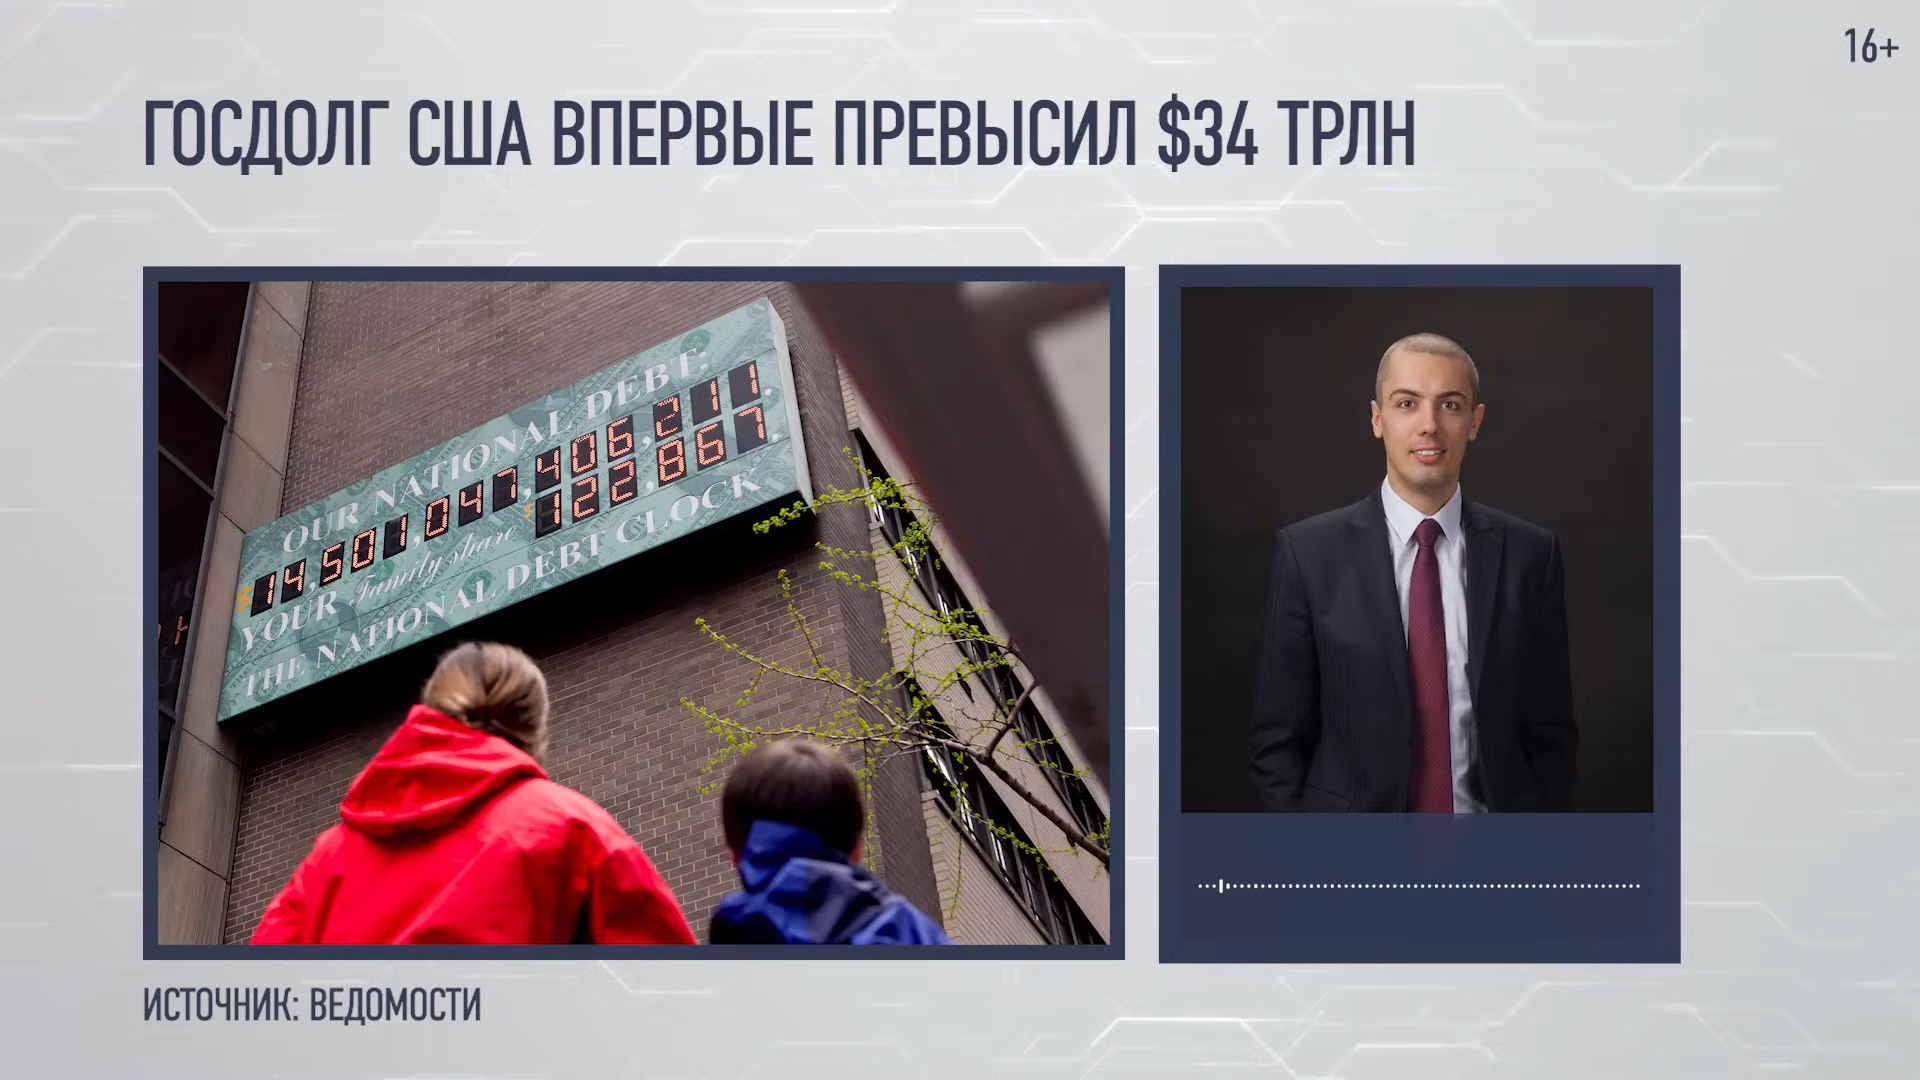 16+
ГОСДОЛГ США ВПЕРВЫЕ ПРЕВЫСИЛ $34 ТРЛН
OUR NATIONAL DEBT:
$14,501,047,406,211.
YOUR Family share $122,867.
THE NATIONAL DEBT CLOCK
ИСТОЧНИК: ВЕДОМОСТИ